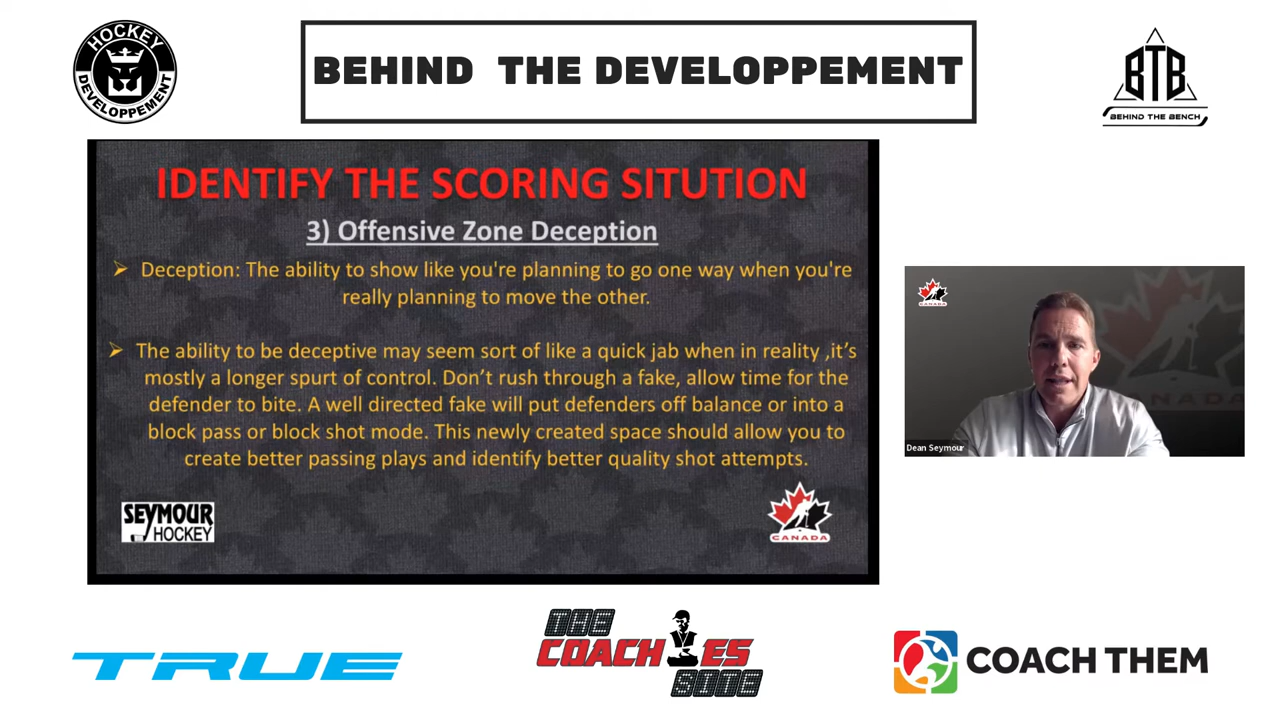 HOCKEY
DEVELOPPEMENT
BEHIND THE DEVELOPPEMENT
BTB
BEHIND THE BENCH
IDENTIFY THE SCORING SITUTION
3) Offensive Zone Deception
➢ Deception: The ability to show like you're planning to go one way when you're
really planning to move the other.
➢ The ability to be deceptive may seem sort of like a quick jab when in reality ,it's
mostly a longer spurt of control. Don't rush through a fake, allow time for the
defender to bite. A well directed fake will put defenders off balance or into a
block pass or block shot mode. This newly created space should allow you to
create better passing plays and identify better quality shot attempts.
SEYMOUR
HOCKEY
CANADA
CANADA
CANADA
Dean Seymour
TRUE
THE
COACHES
SITE
COACH THEM